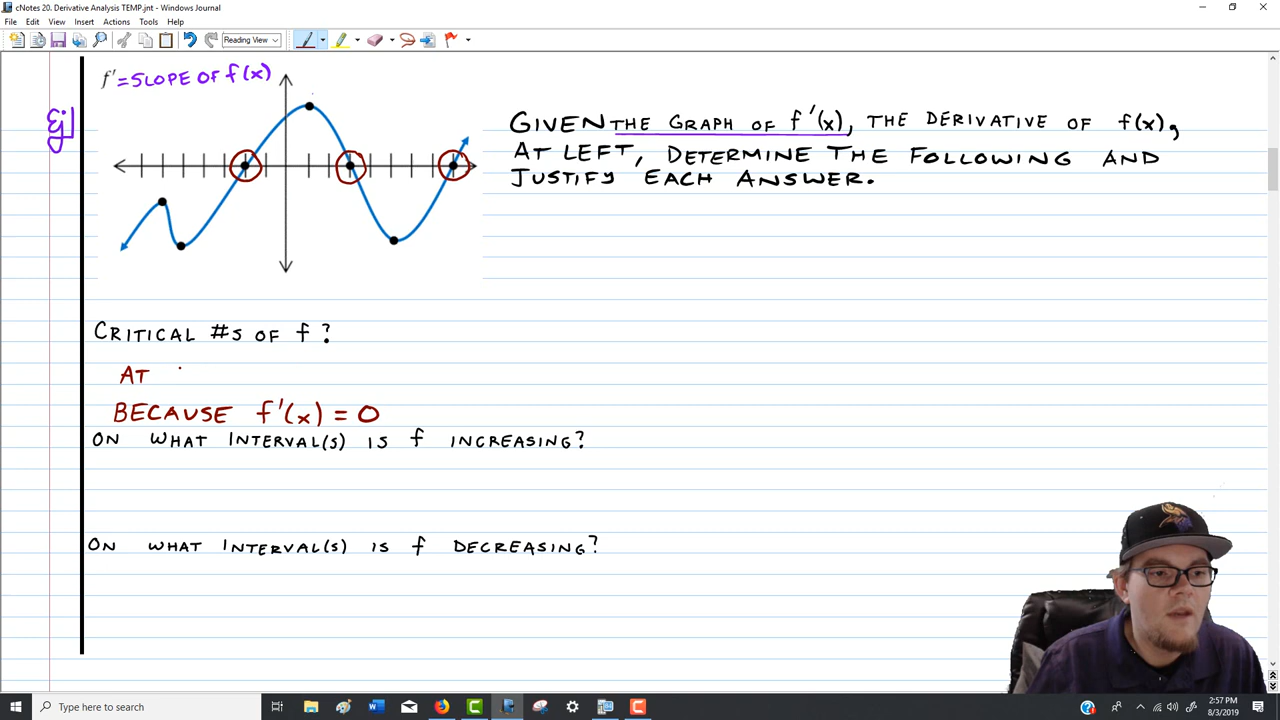 cNotes 20. Derivative Analysis TEMP.jnt - Windows Journal
File Edit View Insert Actions Tools Help
Reading View
f' = SLOPE OF f(x)
Ej
GIVEN THE GRAPH OF f'(x), THE DERIVATIVE OF f(x),
AT LEFT, DETERMINE THE FOLLOWING AND
JUSTIFY EACH ANSWER.
CRITICAL #S OF f?
AT
BECAUSE f'(x) = 0
ON WHAT INTERVAL(S) IS f INCREASING?
ON WHAT INTERVAL(S) IS f DECREASING?
Type here to search
2:57 PM
8/3/2019